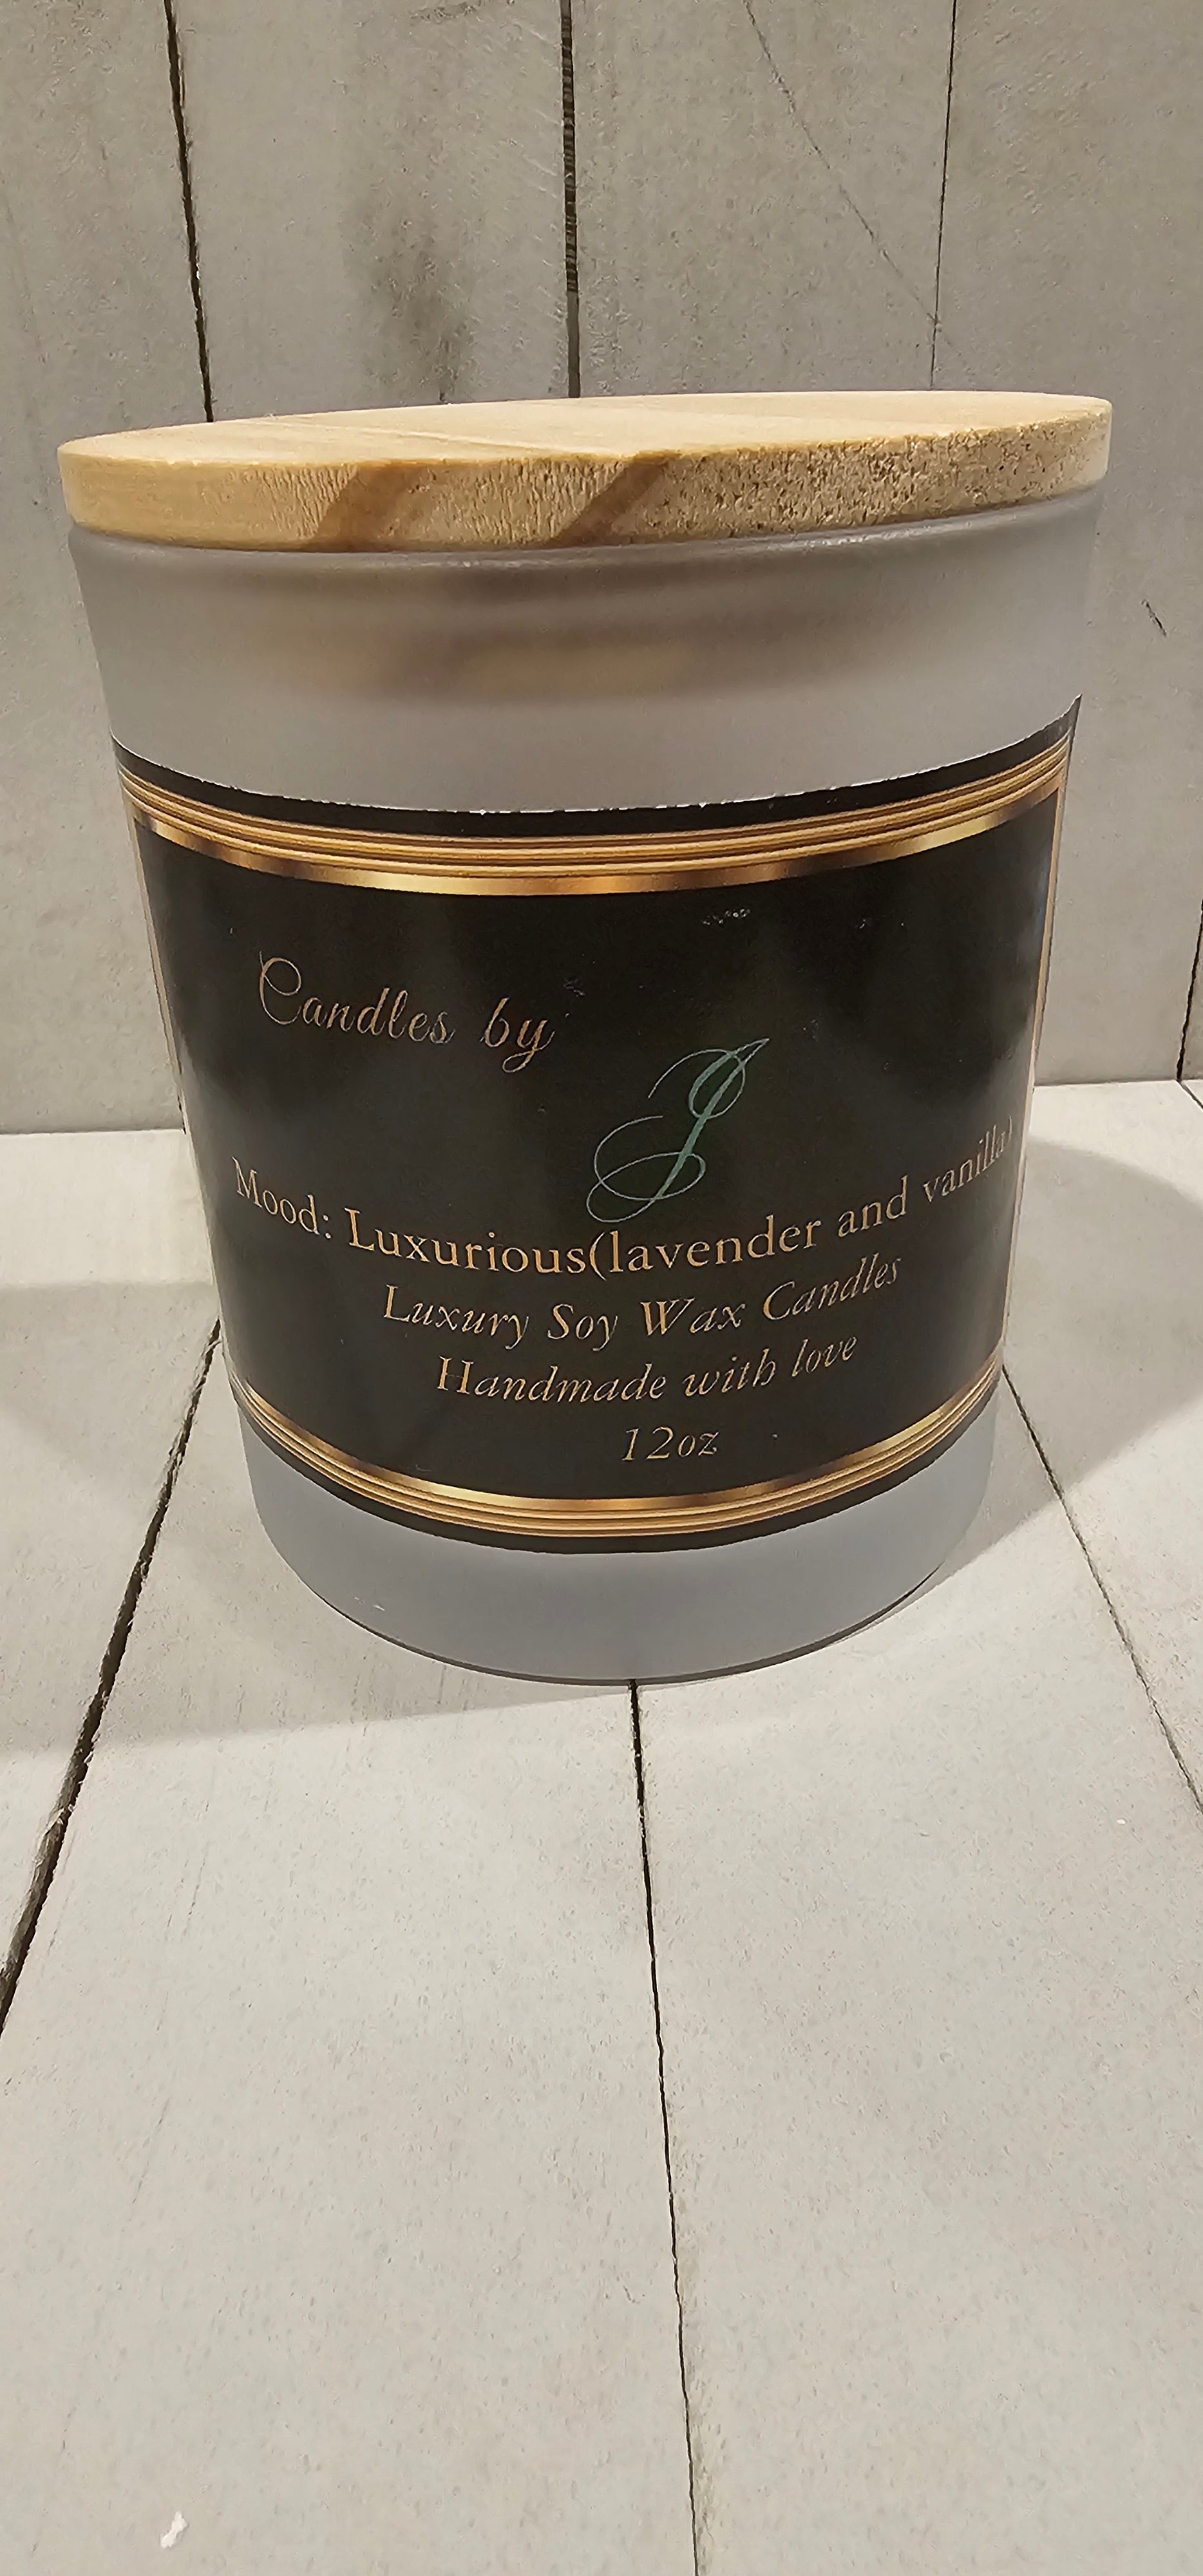 Candles by
J
Mood: Luxurious(lavender and vanilla)
Luxury Soy Wax Candles
Handmade with love
12oz